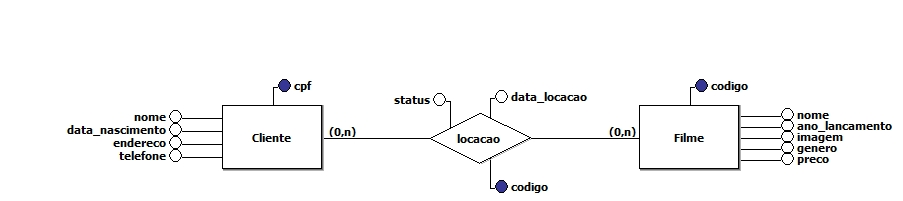 cpf
nome
data_nascimento
endereco
telefone
Cliente
(0,n)
status
data_locacao
locacao
codigo
(0,n)
codigo
Filme
nome
ano_lancamento
imagem
genero
preco